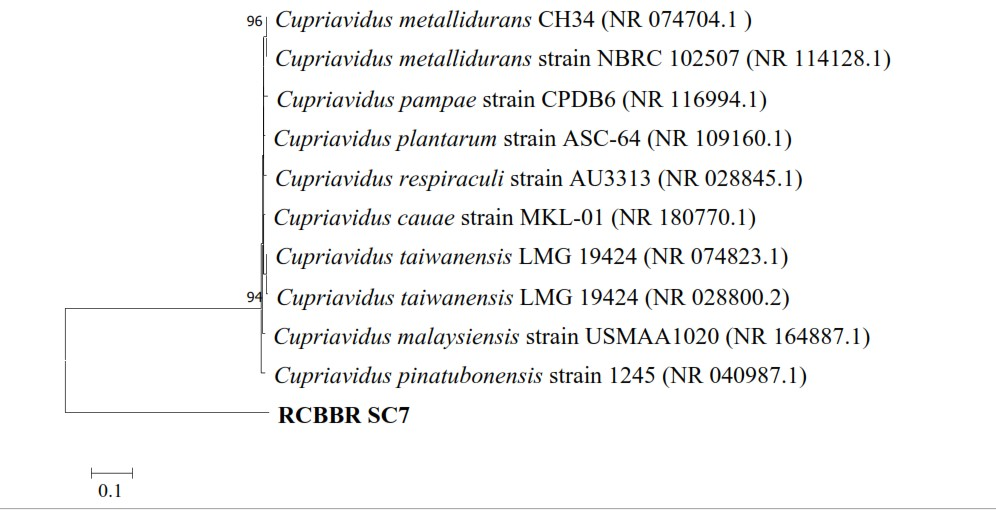 96 Cupriavidus metallidurans CH34 (NR 074704.1 )
Cupriavidus metallidurans strain NBRC 102507 (NR 114128.1)
Cupriavidus pampae strain CPDB6 (NR 116994.1)
Cupriavidus plantarum strain ASC-64 (NR 109160.1)
Cupriavidus respiraculi strain AU3313 (NR 028845.1)
Cupriavidus cauae strain MKL-01 (NR 180770.1)
Cupriavidus taiwanensis LMG 19424 (NR 074823.1)
94 Cupriavidus taiwanensis LMG 19424 (NR 028800.2)
Cupriavidus malaysiensis strain USMAA1020 (NR 164887.1)
Cupriavidus pinatubonensis strain 1245 (NR 040987.1)
RCBBR SC7
0.1